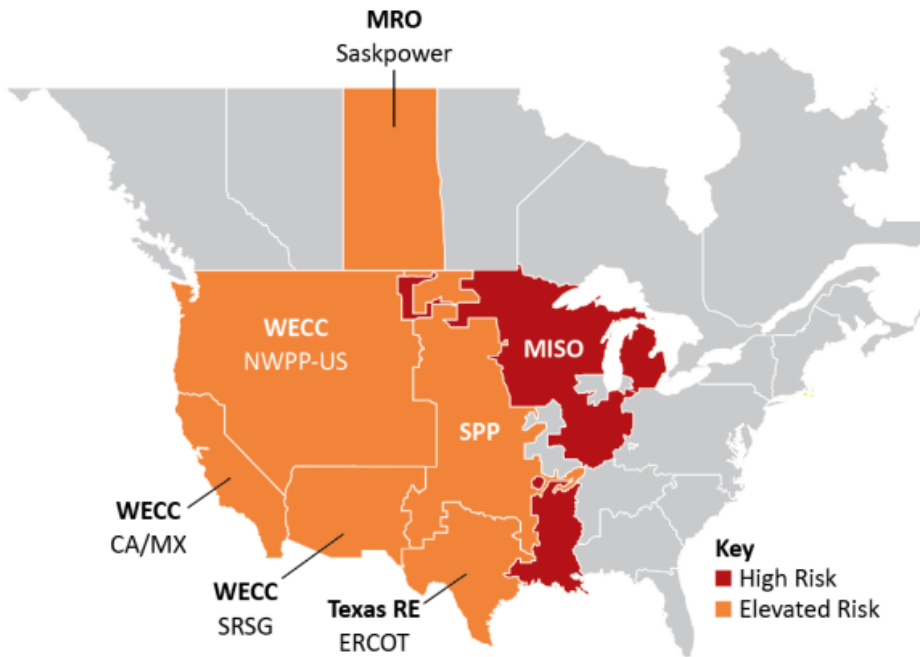 MRO
Saskpower
WECC
NWPP-US
MISO
SPP
WECC
CA/MX
WECC
SRSG
Texas RE
ERCOT
Key
High Risk
Elevated Risk